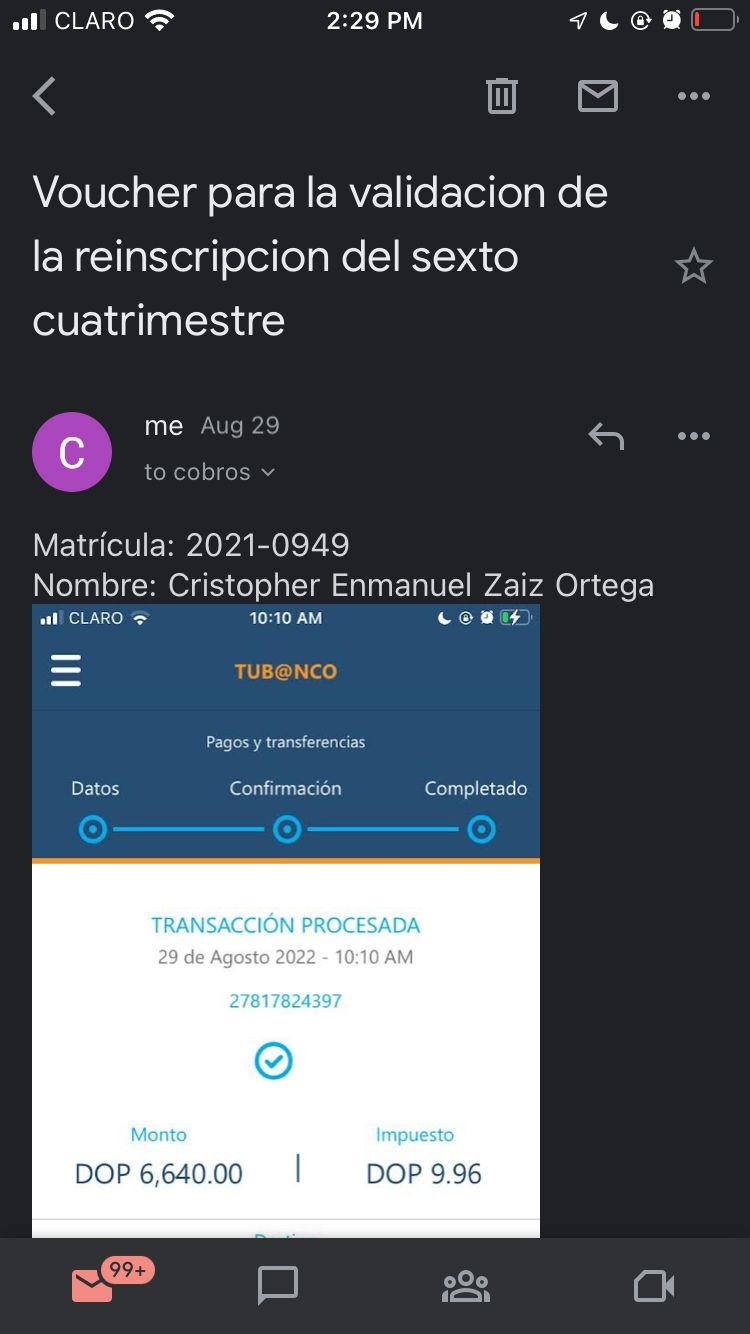 CLARO 2:29 PM
Voucher para la validacion de
la reinscripcion del sexto
cuatrimestre
C
me Aug 29
to cobros
Matrícula: 2021-0949
Nombre: Cristopher Enmanuel Zaiz Ortega
CLARO 10:10 AM
TUB@NCO
Pagos y transferencias
Datos Confirmación Completado
TRANSACCIÓN PROCESADA
29 de Agosto 2022 - 10:10 AM
27817824397
Monto Impuesto
DOP 6,640.00 | DOP 9.96
99+